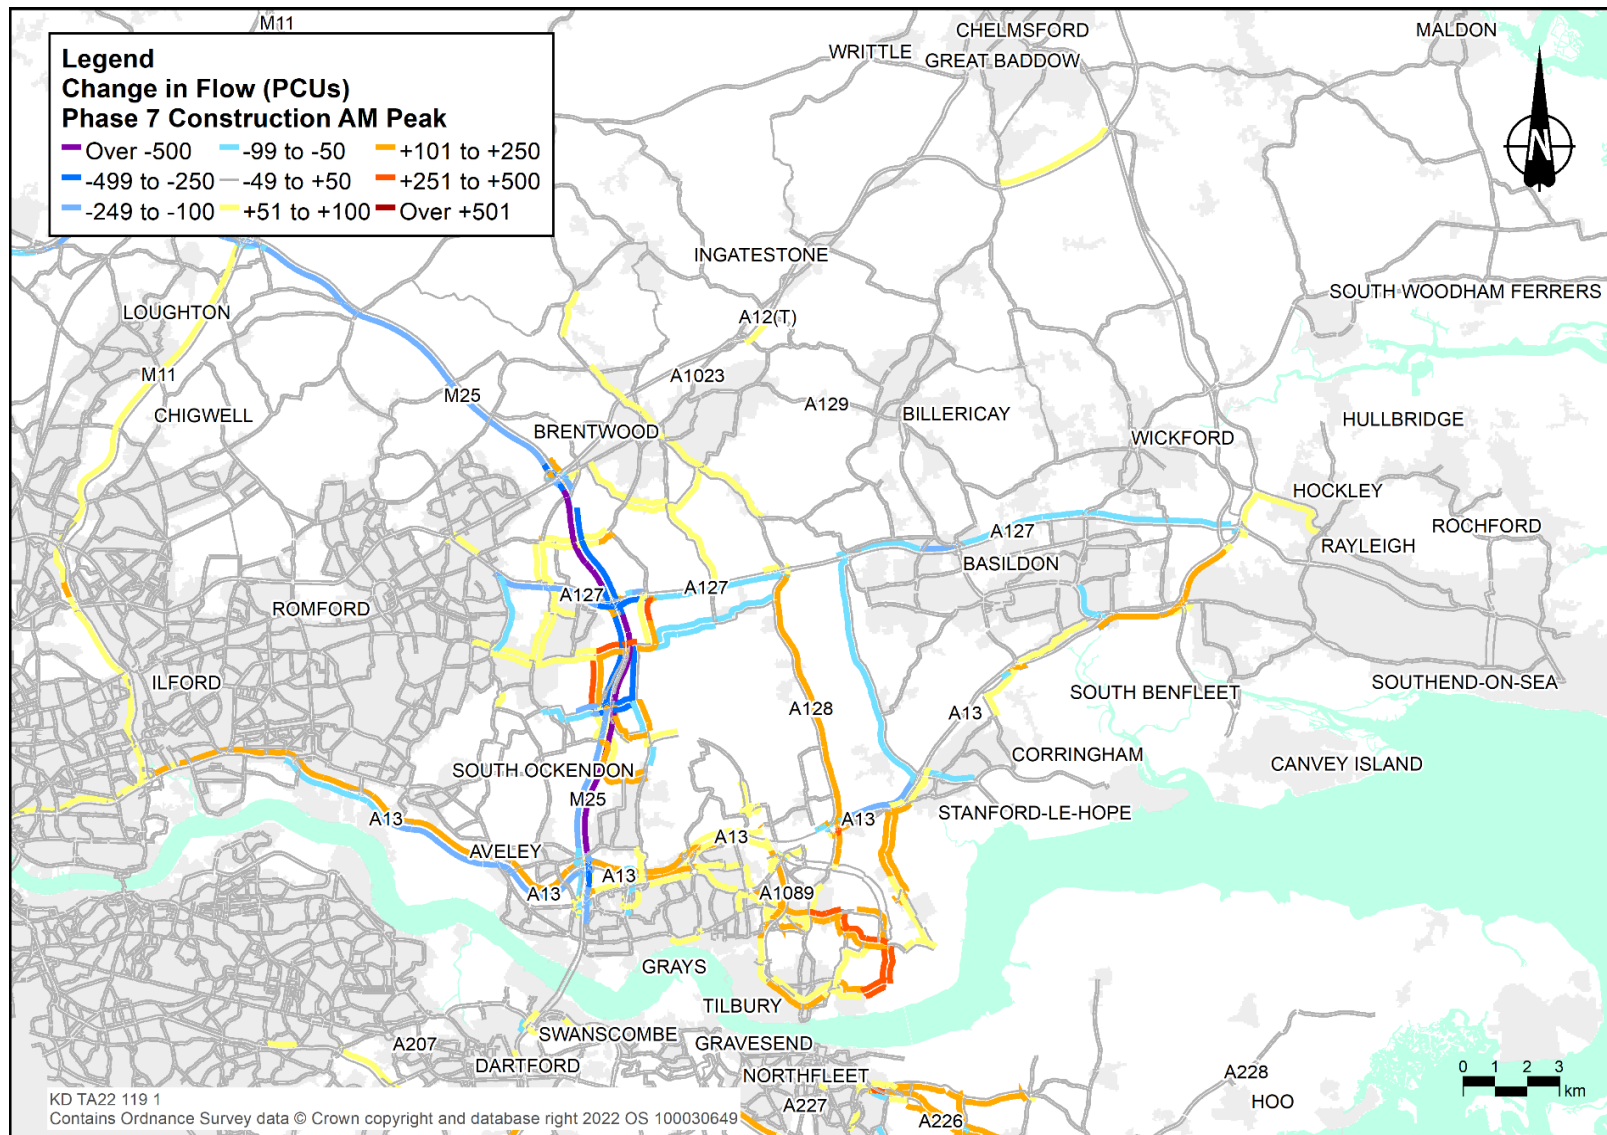 M11
CHELMSFORD
MALDON
WRITTLE
GREAT BADDOW
Legend
Change in Flow (PCUs)
Phase 7 Construction AM Peak
Over -500
-99 to -50
+101 to +250
-499 to -250
-49 to +50
+251 to +500
-249 to -100
+51 to +100
Over +501
N
INGATESTONE
SOUTH WOODHAM FERRERS
LOUGHTON
A12(T)
M11
A1023
M25
CHIGWELL
A129
BILLERICAY
HULLBRIDGE
BRENTWOOD
WICKFORD
HOCKLEY
ROCHFORD
A127
RAYLEIGH
BASILDON
A127
A127
ROMFORD
ILFORD
SOUTHEND-ON-SEA
SOUTH BENFLEET
A128
A13
CORRINGHAM
CANVEY ISLAND
SOUTH OCKENDON
M25
STANFORD-LE-HOPE
A13
A13
A13
AVELEY
A13
A13
A1089
GRAYS
TILBURY
SWANSCOMBE
A207
GRAVESEND
DARTFORD
NORTHFLEET
A228
HOO
A227
A226
0 1 2 3
km
KD TA22 119 1
Contains Ordnance Survey data © Crown copyright and database right 2022 OS 100030649